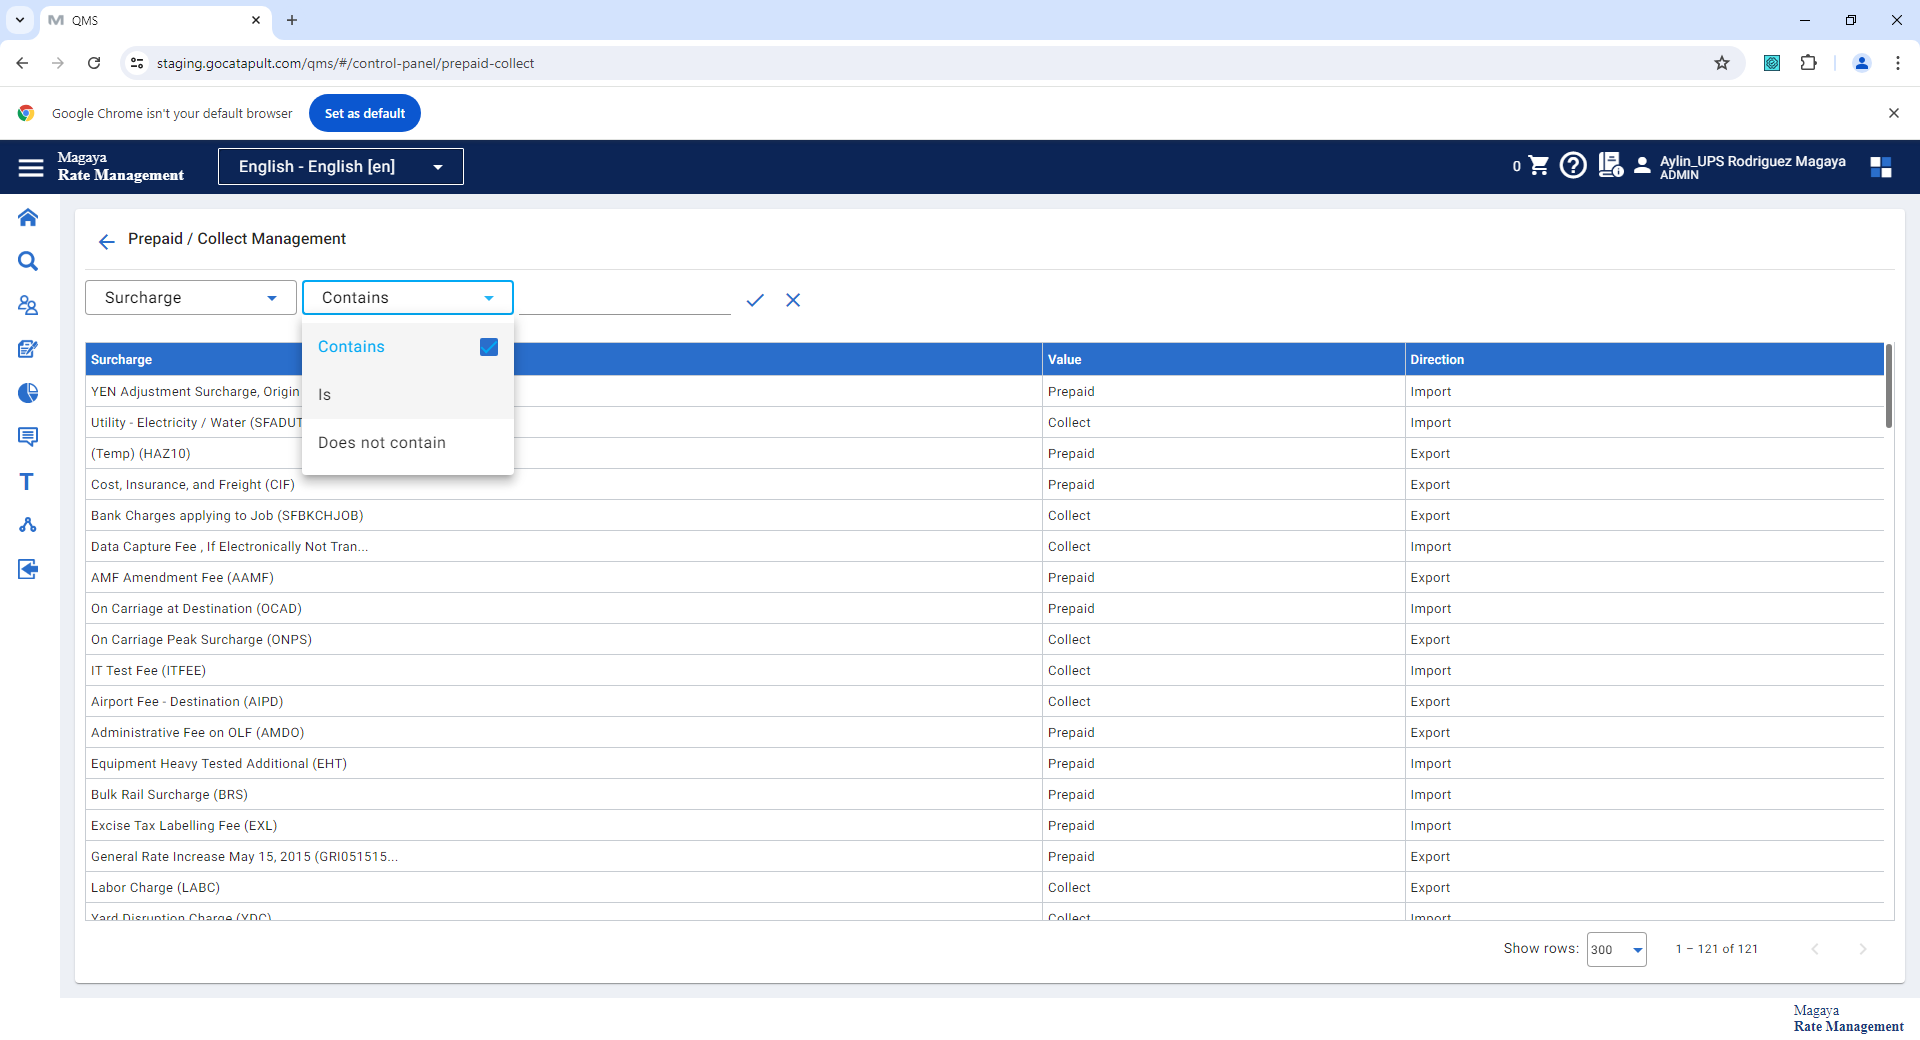 QMS
staging.gocatapult.com/qms/#/control-panel/prepaid-collect
Google Chrome isn't your default browser
Set as default
Magaya
Rate Management
English - English [en]
0
Aylin_UPS Rodriguez Magaya
ADMIN
Prepaid / Collect Management
Surcharge
Contains
Contains
Is
Does not contain
Surcharge Value Direction
YEN Adjustment Surcharge, Origin Prepaid Import
Utility - Electricity / Water (SFADUT Collect Import
(Temp) (HAZ10) Prepaid Export
Cost, Insurance, and Freight (CIF) Prepaid Export
Bank Charges applying to Job (SFBKCHJOB) Collect Export
Data Capture Fee , If Electronically Not Tran... Collect Import
AMF Amendment Fee (AAMF) Prepaid Export
On Carriage at Destination (OCAD) Prepaid Import
On Carriage Peak Surcharge (ONPS) Collect Export
IT Test Fee (ITFEE) Collect Import
Airport Fee - Destination (AIPD) Collect Export
Administrative Fee on OLF (AMDO) Prepaid Export
Equipment Heavy Tested Additional (EHT) Prepaid Import
Bulk Rail Surcharge (BRS) Prepaid Import
Excise Tax Labelling Fee (EXL) Prepaid Import
General Rate Increase May 15, 2015 (GRI051515... Prepaid Export
Labor Charge (LABC) Collect Export
Yard Disruption Charge (YDC) Collect Import
Show rows: 300 1 – 121 of 121
Magaya
Rate Management